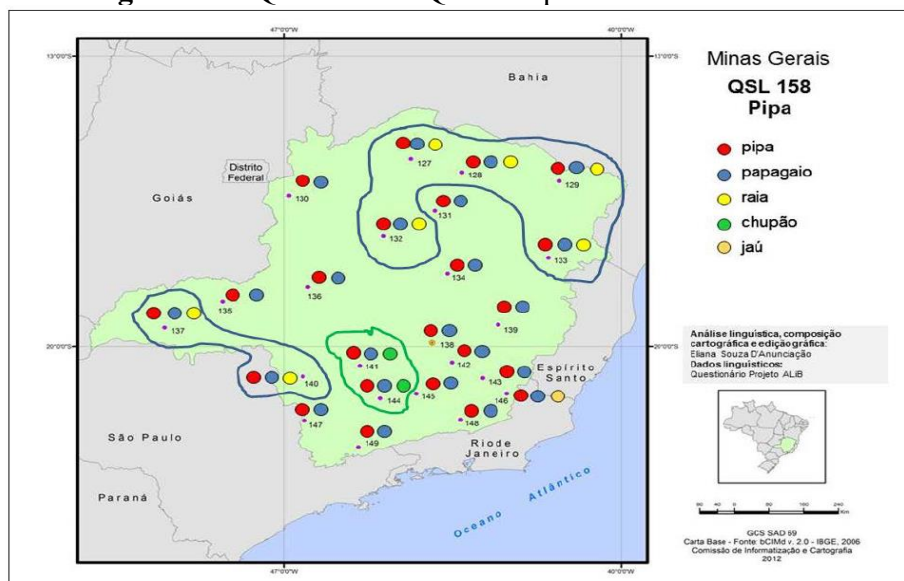 47°0'0"W
40°0'0"W
13°0'0"S
13°0'0"S
Bahia
Distrito
Federal
Goiás
127
128
129
130
131
132
133
134
135
136
137
138
139
20°0'0"S
20°0'0"S
140
141
142
143
144
145
146
147
148
149
Espírito
Santo
São Paulo
Rio de
Janeiro
Paraná
Oceano Atlântico
47°0'0"W
40°0'0"W
Minas Gerais
QSL 158
Pipa
pipa
papagaio
raia
chupão
jaú
Análise linguística, composição
cartográfica e edição gráfica:
Eliana Souza D'Anunciação
Dados linguísticos:
Questionário Projeto ALiB
GCS SAD 69
Carta Base - Fonte: bCIMd v. 2.0 - IBGE, 2006
Comissão de Informatização e Cartografia
2012